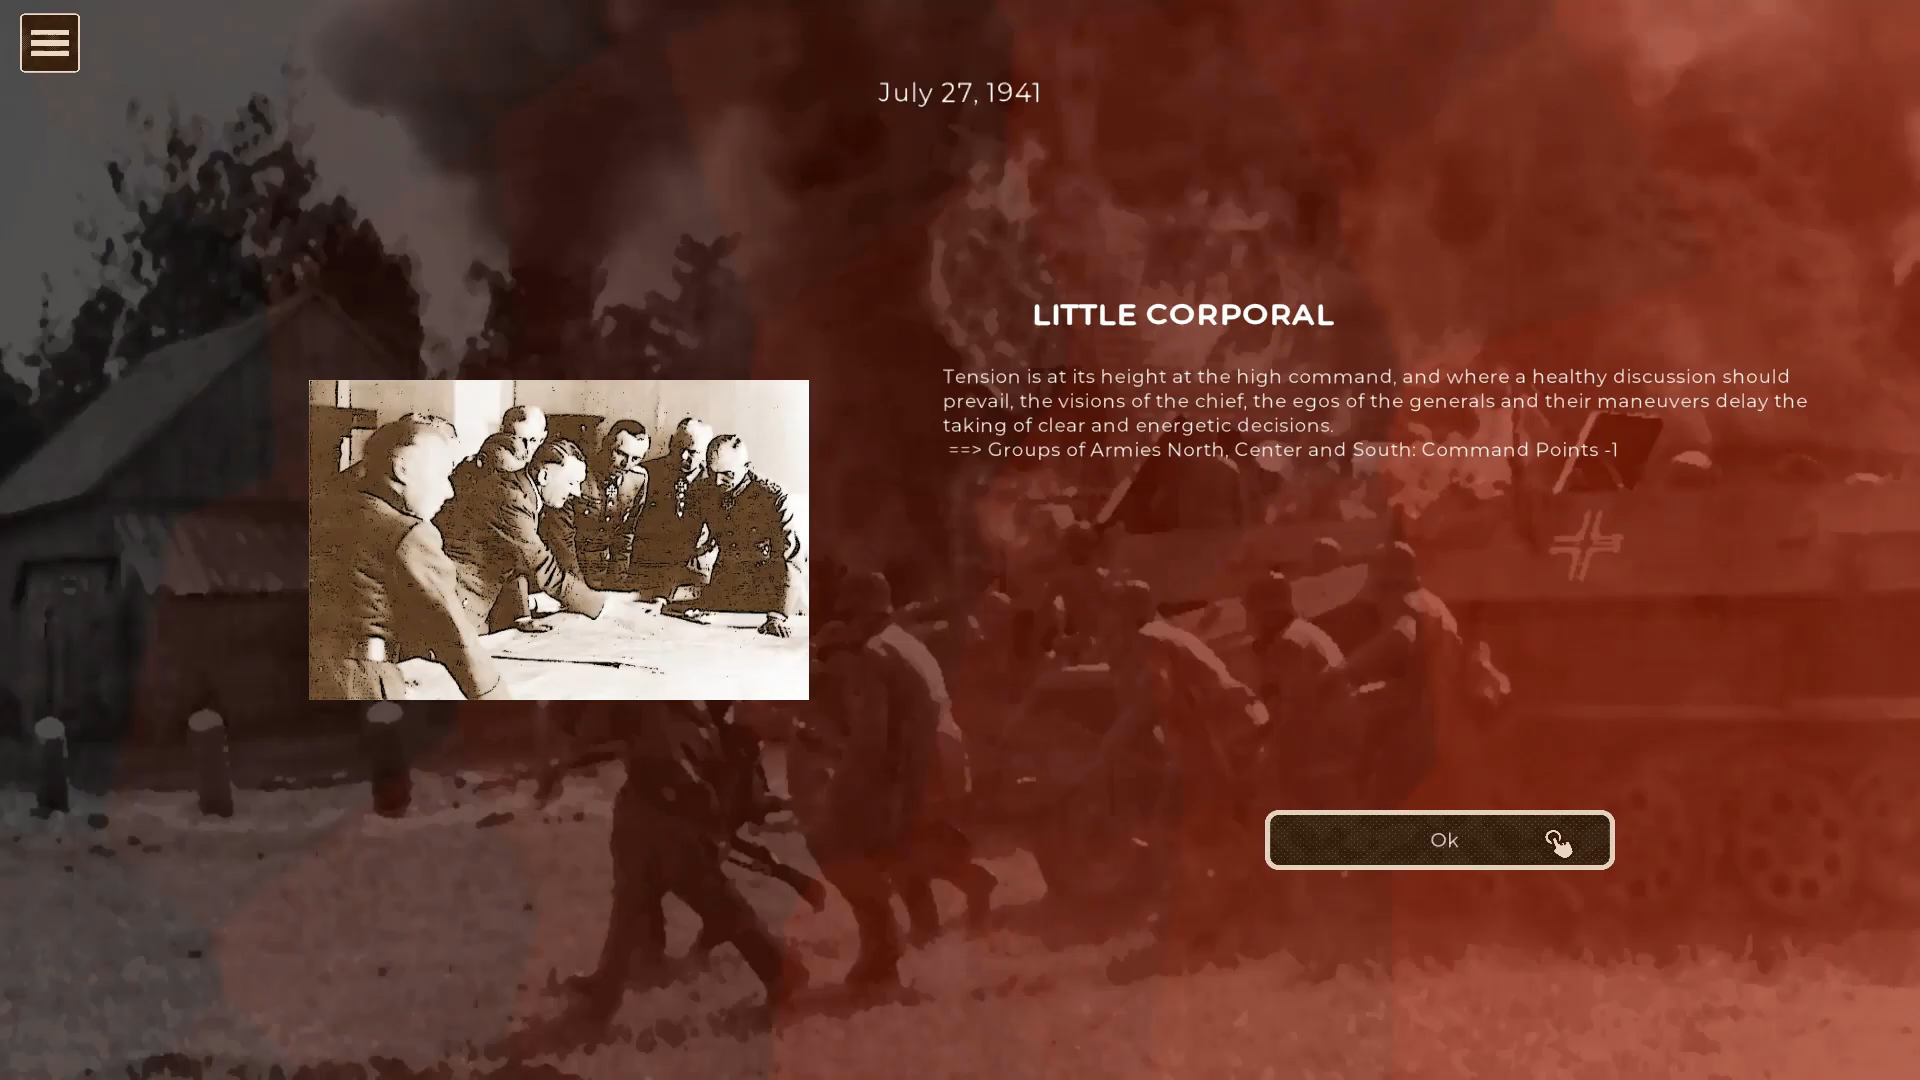 July 27, 1941
LITTLE CORPORAL
Tension is at its height at the high command, and where a healthy discussion should
prevail, the visions of the chief, the egos of the generals and their maneuvers delay the
taking of clear and energetic decisions.
==> Groups of Armies North, Center and South: Command Points -1
Ok